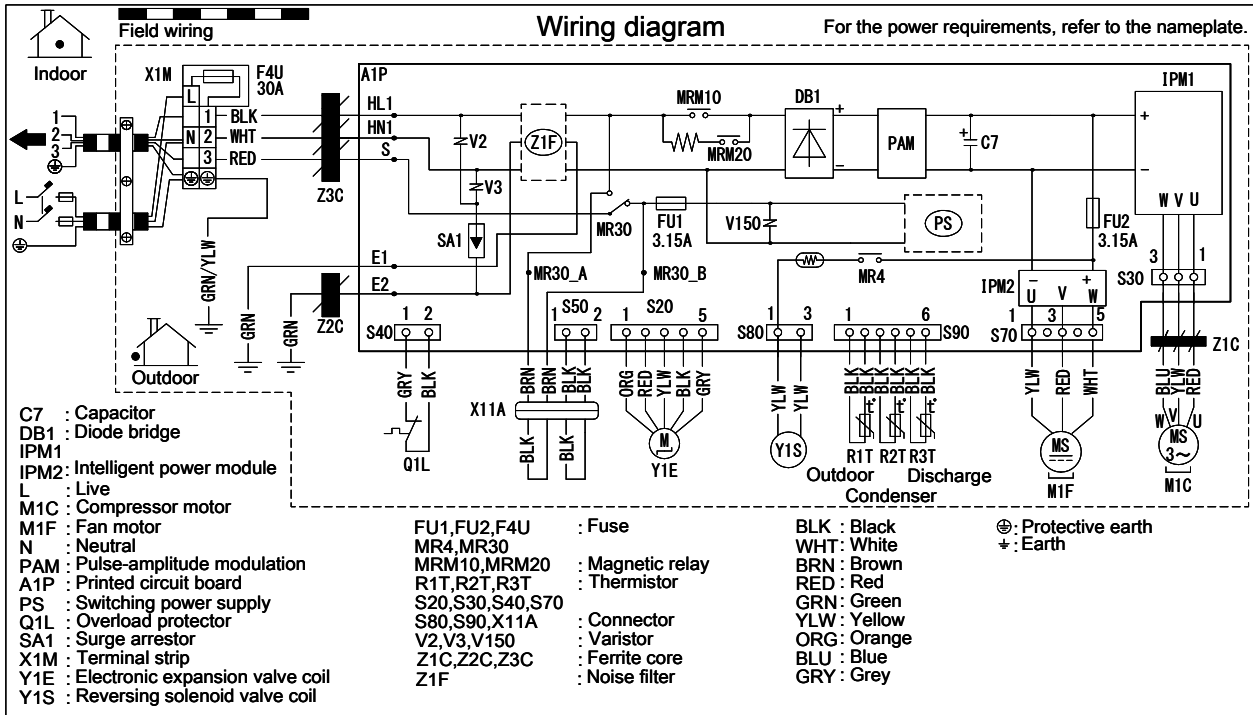 Wiring diagram
For the power requirements, refer to the nameplate.
Field wiring
Indoor
X1M
F4U
30A
A1P
L
1
BLK
N
2
WHT
3
RED
1
2
3
L
N
Z3C
HL1
HN1
S
V2
V3
SA1
Z1F
MRM10
MRM20
DB1
+
-
PAM
+
C7
IPM1
+
-
W V U
MR30
FU1
3.15A
V150
PS
FU2
3.15A
3
1
S30
E1
E2
MR30_A
MR30_B
MR4
IPM2
-
+
U
V
W
GRN/YLW
GRN
GRN
Z2C
S40
1 2
S50
1
2
S20
1
5
S80
1
3
1
6
S90
S70
1
3
5
Z1C
Outdoor
GRY
BLK
BRN
BRN
BLK
BLK
ORG
RED
YLW
BLK
GRY
YLW
YLW
BLK
BLK
BLK
BLK
BLK
BLK
YLW
RED
WHT
BLU
YLW
RED
X11A
BLK
BLK
Q1L
M
Y1E
Y1S
t°
t°
t°
R1T
R2T
R3T
Outdoor
Condenser
Discharge
MS
M1F
W
V
U
MS
3~
M1C
C7 : Capacitor
DB1 : Diode bridge
IPM1
IPM2 : Intelligent power module
L : Live
M1C : Compressor motor
M1F : Fan motor
N : Neutral
PAM : Pulse-amplitude modulation
A1P : Printed circuit board
PS : Switching power supply
Q1L : Overload protector
SA1 : Surge arrestor
X1M : Terminal strip
Y1E : Electronic expansion valve coil
Y1S : Reversing solenoid valve coil
FU1,FU2,F4U : Fuse
MR4,MR30
MRM10,MRM20 : Magnetic relay
R1T,R2T,R3T : Thermistor
S20,S30,S40,S70
S80,S90,X11A : Connector
V2,V3,V150 : Varistor
Z1C,Z2C,Z3C : Ferrite core
Z1F : Noise filter
BLK : Black
WHT : White
BRN : Brown
RED : Red
GRN : Green
YLW : Yellow
ORG : Orange
BLU : Blue
GRY : Grey
: Protective earth
: Earth